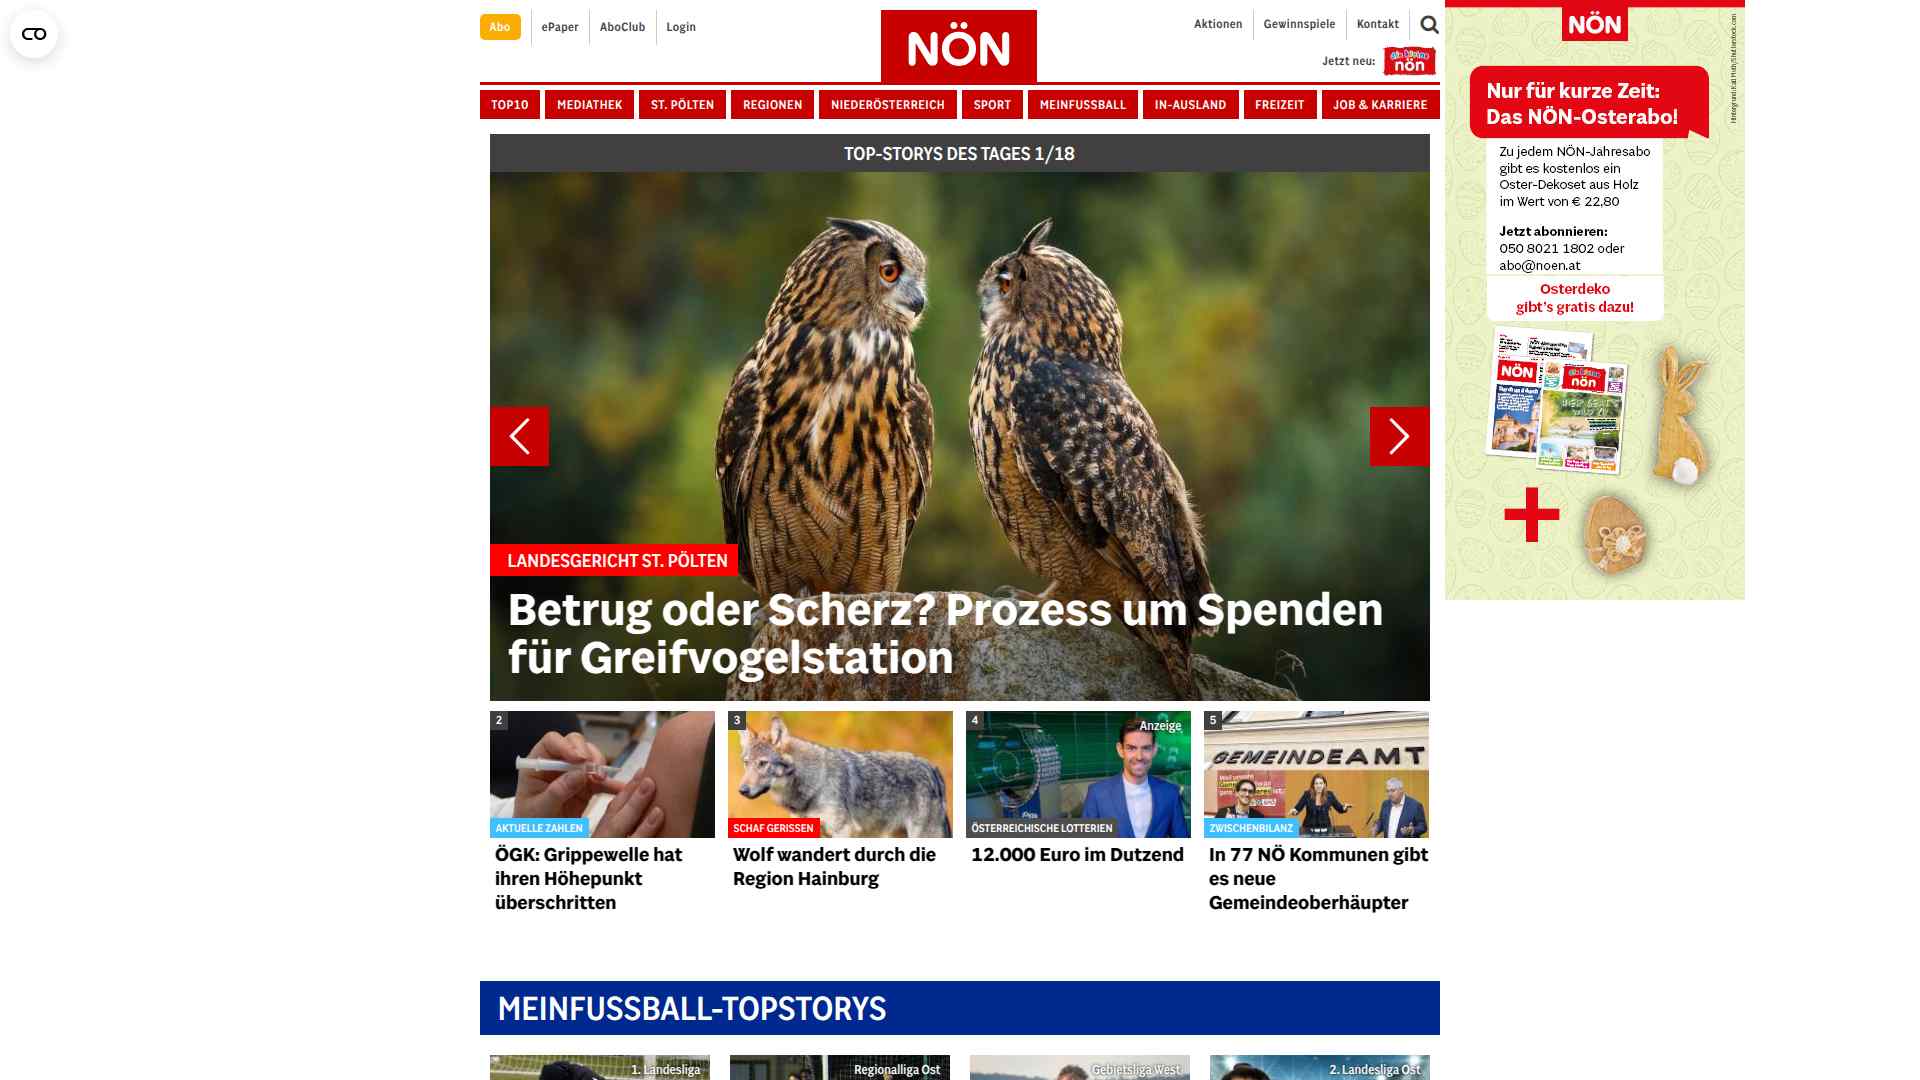 Abo
ePaper
AboClub
Login
NÖN
Aktionen
Gewinnspiele
Kontakt
Jetzt neu:
die kleine
nön
TOP10
MEDIATHEK
ST. PÖLTEN
REGIONEN
NIEDERÖSTERREICH
SPORT
MEINFUSSBALL
IN-AUSLAND
FREIZEIT
JOB & KARRIERE
TOP-STORYS DES TAGES 1/18
LANDESGERICHT ST. PÖLTEN
Betrug oder Scherz? Prozess um Spenden
für Greifvogelstation
2
AKTUELLE ZAHLEN
ÖGK: Grippewelle hat
ihren Höhepunkt
überschritten
3
SCHAF GERISSEN
Wolf wandert durch die
Region Hainburg
4
Anzeige
ÖSTERREICHISCHE LOTTERIEN
12.000 Euro im Dutzend
5
GEMEINDEAMT
ZWISCHENBILANZ
In 77 NÖ Kommunen gibt
es neue
Gemeindeoberhäupter
MEINFUSSBALL-TOPSTORYS
1. Landesliga
Regionalliga Ost
Gebietsliga West
2. Landesliga Ost
NÖN
Nur für kurze Zeit:
Das NÖN-Osterabo!
Zu jedem NÖN-Jahresabo
gibt es kostenlos ein
Oster-Dekoset aus Holz
im Wert von € 22,80
Jetzt abonnieren:
050 8021 1802 oder
abo@noen.at
Osterdeko
gibt's gratis dazu!
NÖN
die kleine
nön